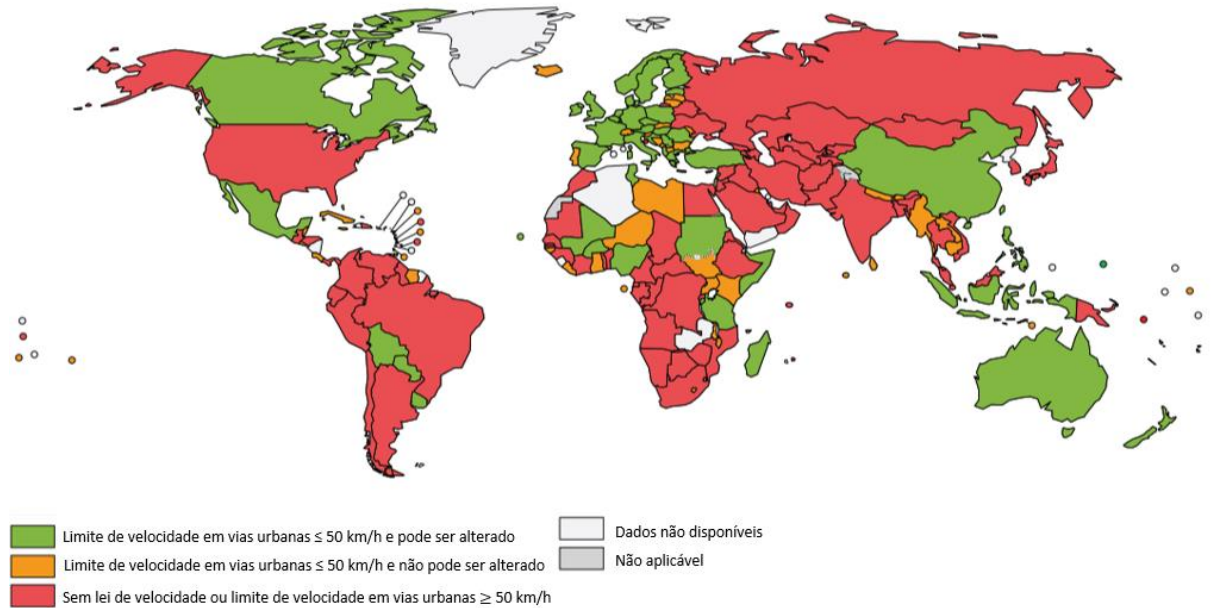 Limite de velocidade em vias urbanas ≤ 50 km/h e pode ser alterado
Limite de velocidade em vias urbanas ≤ 50 km/h e não pode ser alterado
Sem lei de velocidade ou limite de velocidade em vias urbanas ≥ 50 km/h
Dados não disponíveis
Não aplicável